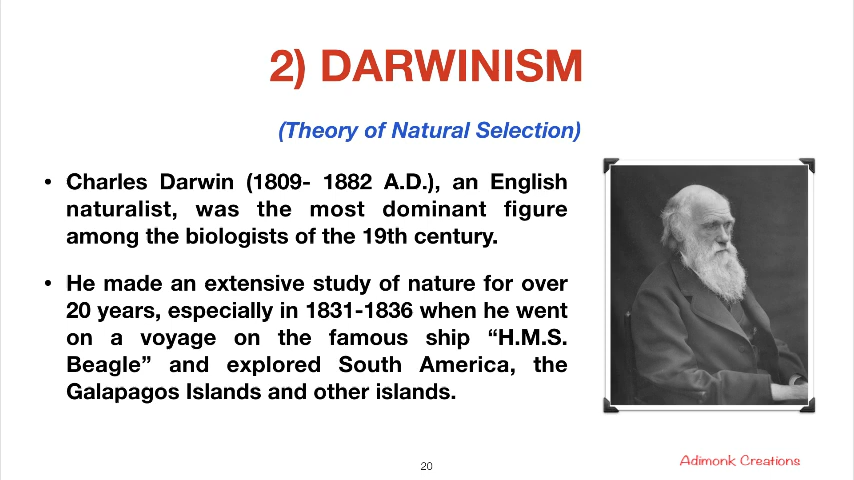 2) DARWINISM
(Theory of Natural Selection)
• Charles Darwin (1809- 1882 A.D.), an English
naturalist, was the most dominant figure
among the biologists of the 19th century.
• He made an extensive study of nature for over
20 years, especially in 1831-1836 when he went
on a voyage on the famous ship “H.M.S.
Beagle” and explored South America, the
Galapagos Islands and other islands.
20
Adimonk Creations